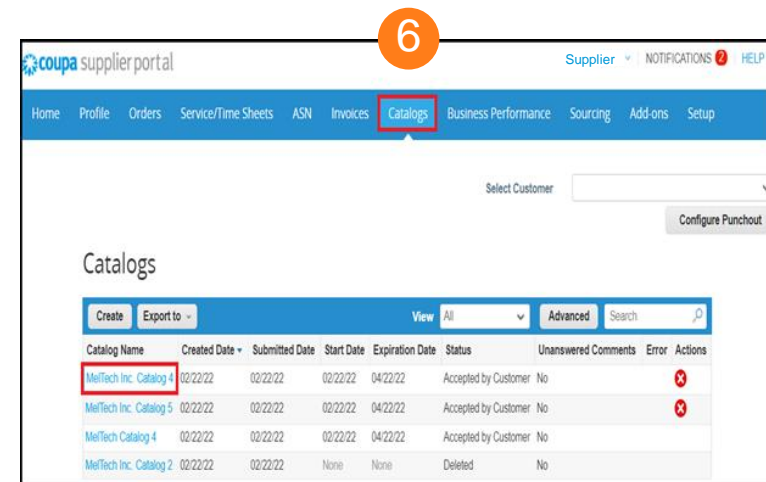 6
coupa supplier portal
Supplier NOTIFICATIONS 2 HELP
Home Profile Orders Service/Time Sheets ASN Invoices Catalogs Business Performance Sourcing Add-ons Setup
Select Customer
Configure Punchout
Catalogs
Create Export to View All Advanced Search
Catalog Name Created Date Submitted Date Start Date Expiration Date Status Unanswered Comments Error Actions
MelTech Inc. Catalog 4 02/22/22 02/22/22 02/22/22 04/22/22 Accepted by Customer No
MelTech Inc. Catalog 5 02/22/22 02/22/22 02/22/22 04/22/22 Accepted by Customer No
MelTech Catalog 4 02/22/22 02/22/22 02/22/22 04/22/22 Accepted by Customer No
MelTech Inc. Catalog 2 02/22/22 02/22/22 None None Deleted No